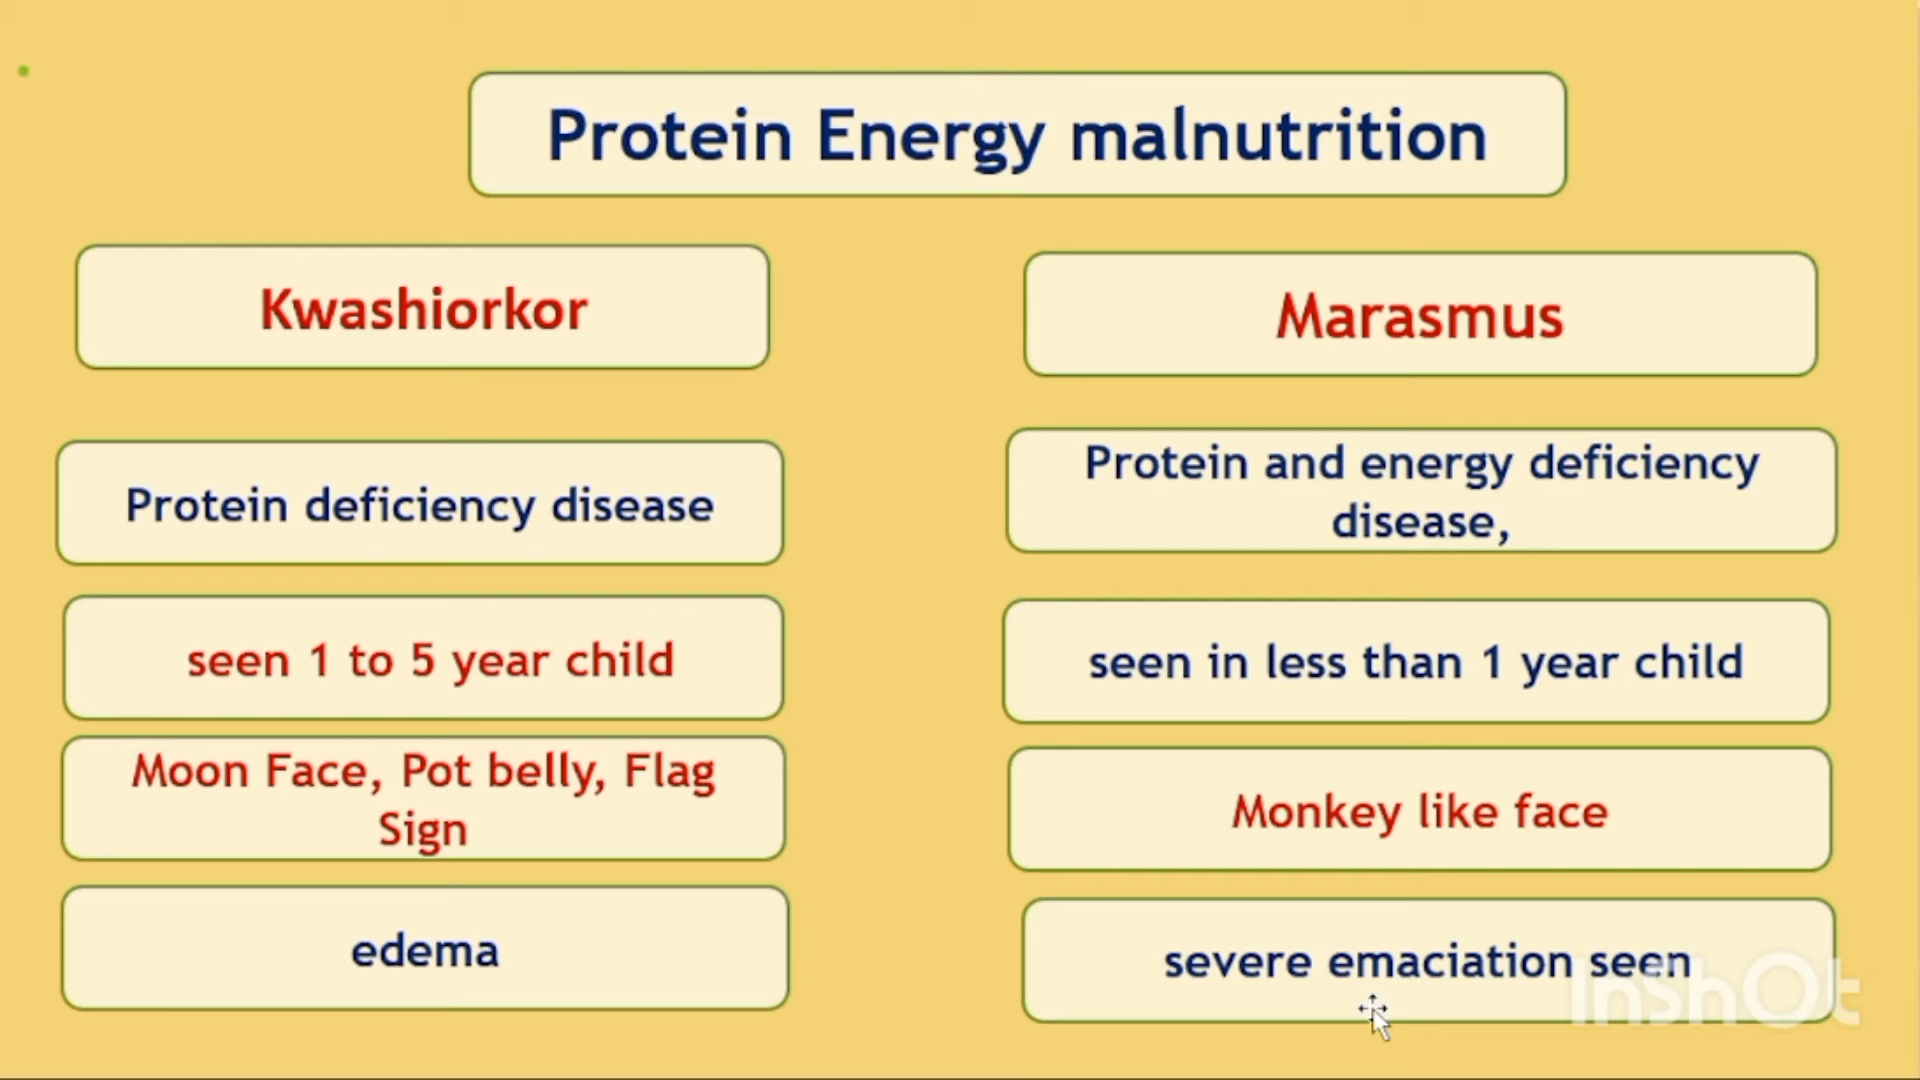 Protein Energy malnutrition
Kwashiorkor
Marasmus
Protein deficiency disease
Protein and energy deficiency
disease,
seen 1 to 5 year child
seen in less than 1 year child
Moon Face, Pot belly, Flag
Sign
Monkey like face
edema
severe emaciation seen
InShOt